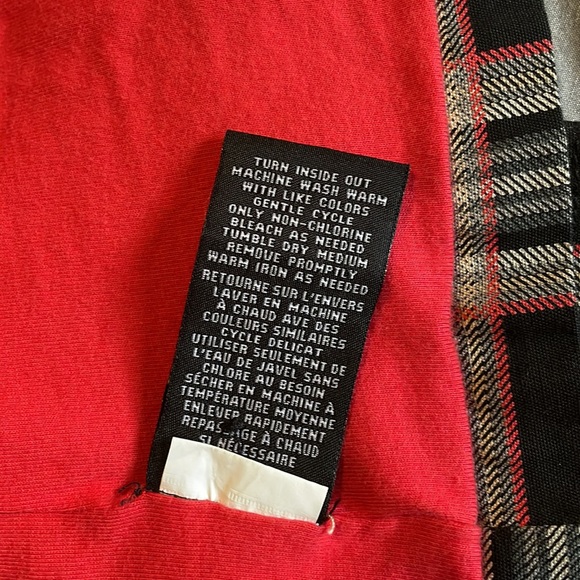 TURN INSIDE OUT
MACHINE WASH WARM
WITH LIKE COLORS
GENTLE CYCLE
ONLY NON-CHLORINE
BLEACH AS NEEDED
TUMBLE DRY MEDIUM
REMOVE PROMPTLY
WARM IRON AS NEEDED
RETOURNE SUR L'ENVERS
LAVER EN MACHINE
À CHAUD AVE DES
COULEURS SIMILAIRES
CYCLE DELICAT
UTILISER SEULEMENT DE
L'EAU DE JAVEL SANS
CHLORE AU BESOIN
SÉCHER EN MACHINE À
TEMPÉRATURE MOYENNE
ENLEVER RAPIDEMENT
REPASSAGE À CHAUD
SI NÉCESSAIRE